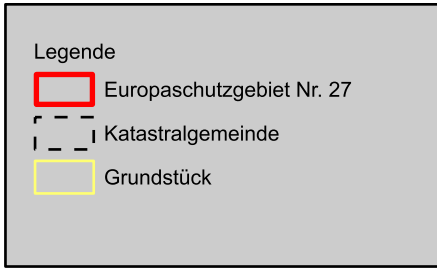 Legende
Europaschutzgebiet Nr. 27
Katastralgemeinde
Grundstück